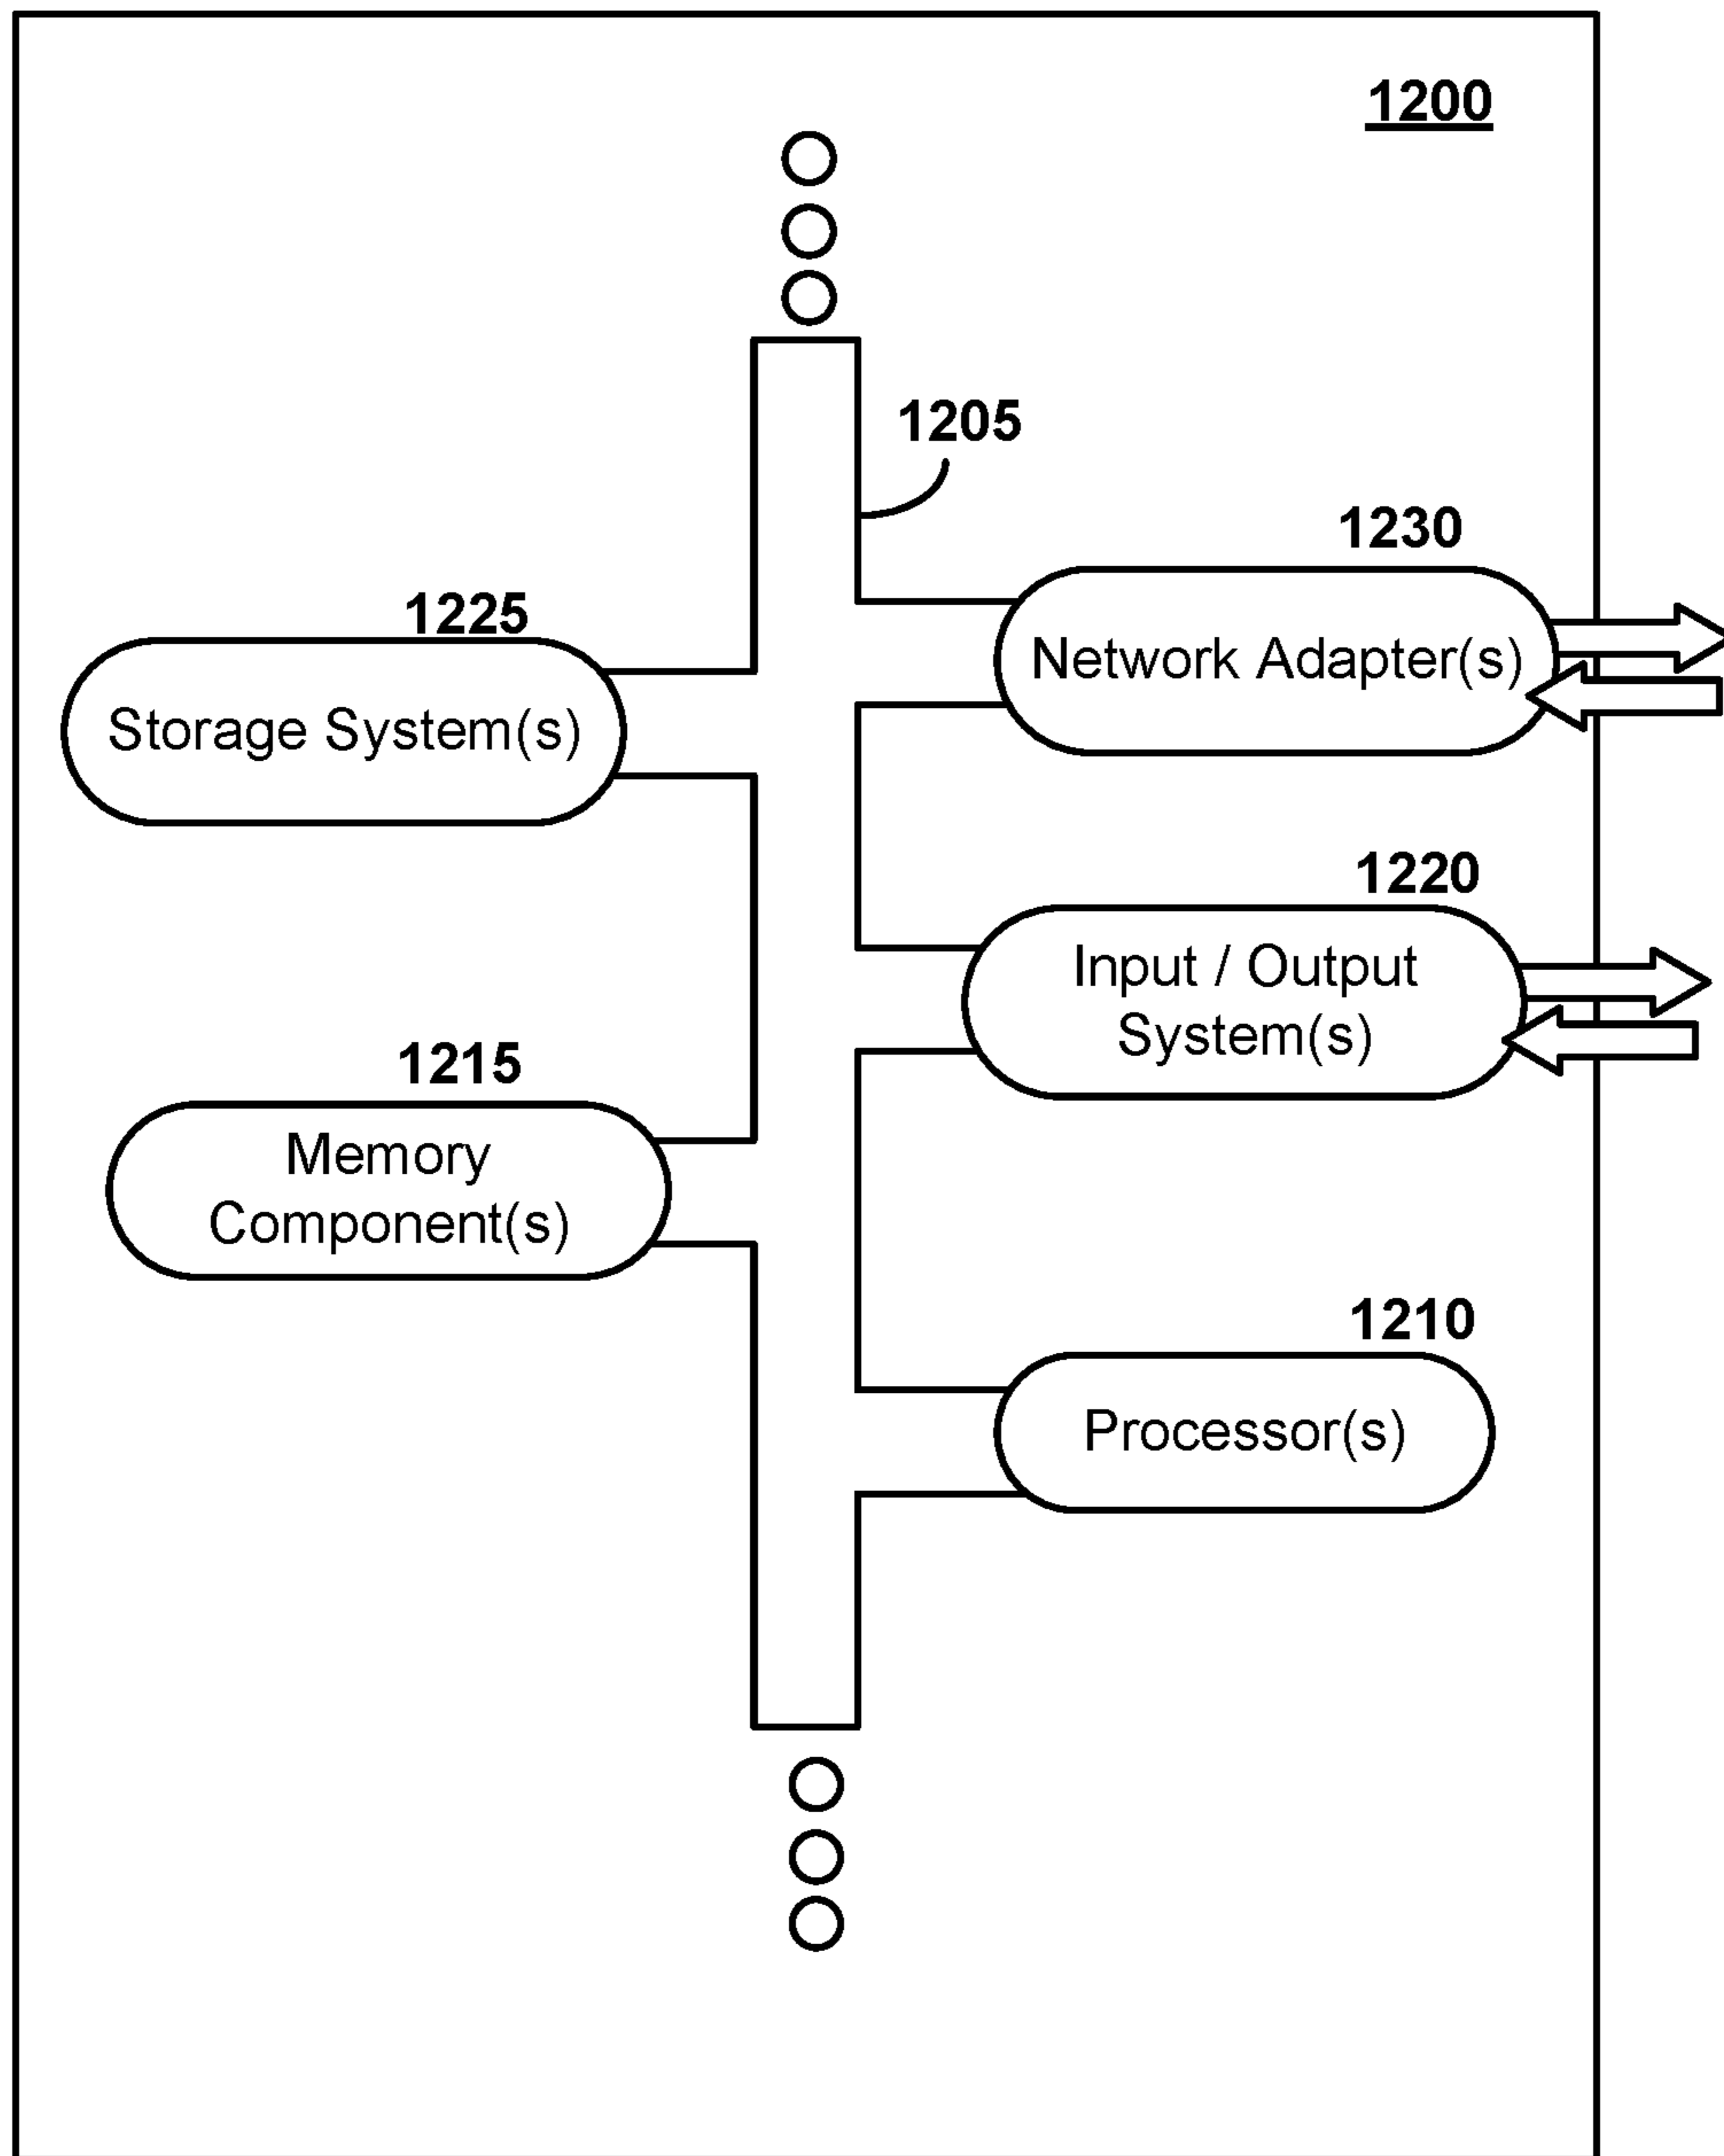 1200
1205
1230
Network Adapter(s)
1225
Storage System(s)
1220
Input / Output
System(s)
1215
Memory
Component(s)
1210
Processor(s)